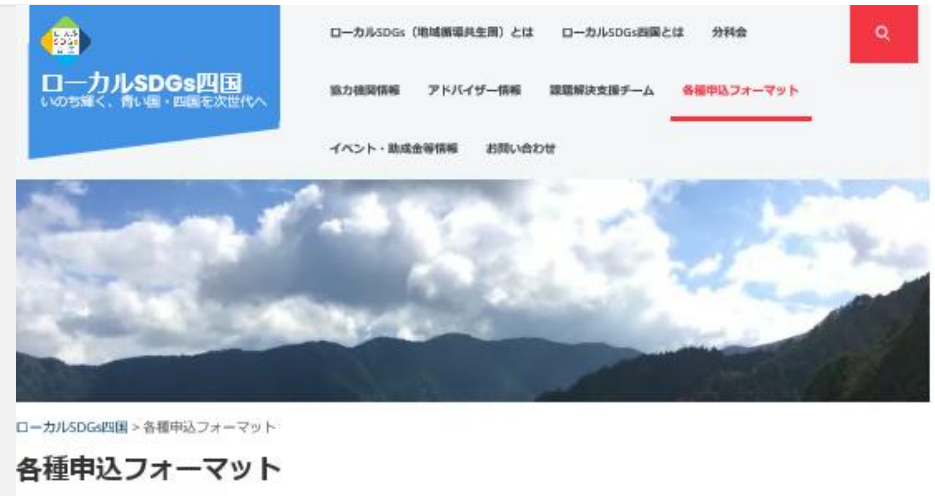 ローカルSDGs四国
いのち輝く、青い国・四国を次世代へ
ローカルSDGs（地域循環共生圏）とは ローカルSDGs四国とは 分科会
協力機関情報 アドバイザー情報 課題解決支援チーム 各種申込フォーマット
イベント・助成金等情報 お問い合わせ
ローカルSDGs四国 > 各種申込フォーマット
各種申込フォーマット